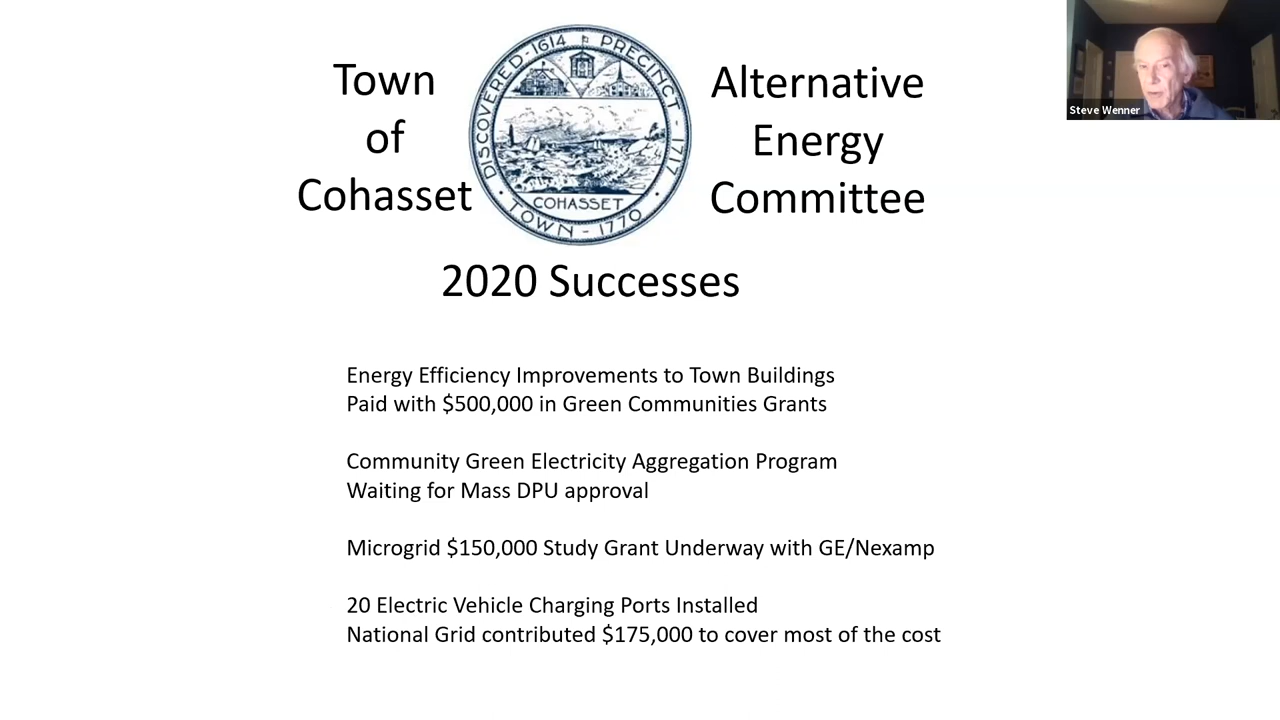 Town
of
Cohasset
DISCOVERED-1614
PRECINCT - 1717
COHASSET
TOWN - 1770
Alternative
Energy
Committee
Steve Wenner
2020 Successes
Energy Efficiency Improvements to Town Buildings
Paid with $500,000 in Green Communities Grants
Community Green Electricity Aggregation Program
Waiting for Mass DPU approval
Microgrid $150,000 Study Grant Underway with GE/Nexamp
20 Electric Vehicle Charging Ports Installed
National Grid contributed $175,000 to cover most of the cost